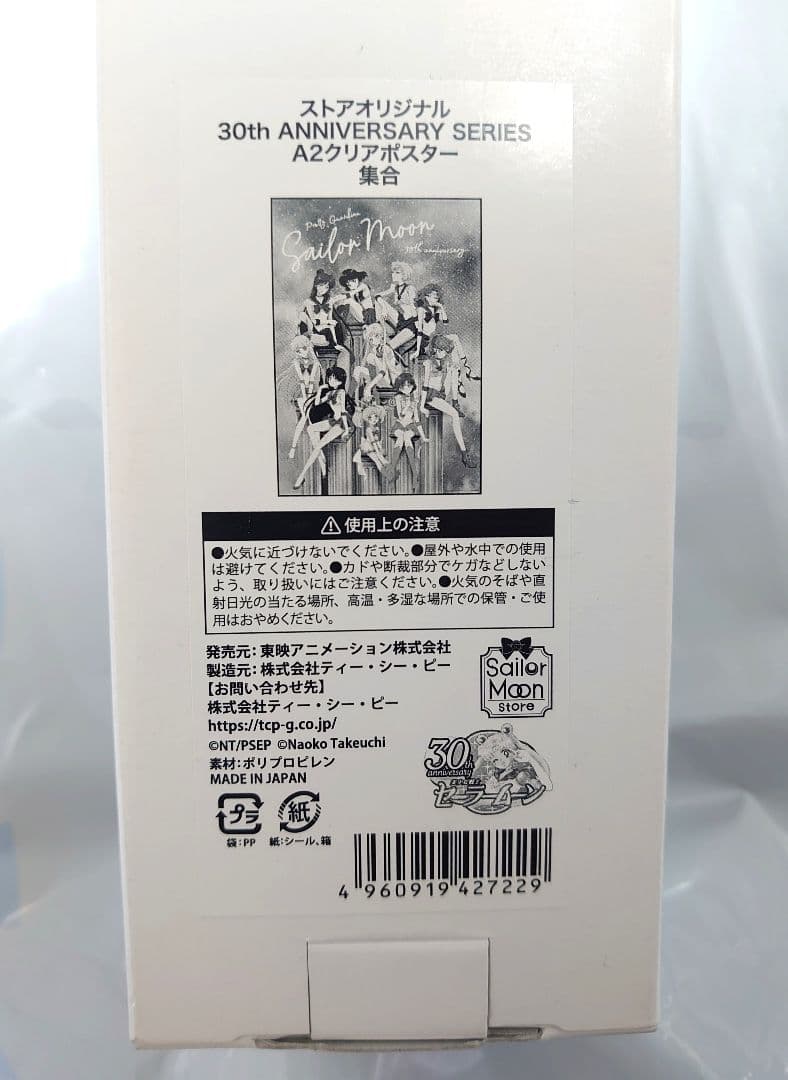 ストアオリジナル
30th ANNIVERSARY SERIES
A2クリアポスター
集合
Pretty Guardian
Sailor Moon
30th anniversary
⚠使用上の注意
●火気に近づけないでください。●屋外や水中での使用
は避けてください。●カドや断裁部分でケガなどしない
よう、取り扱いにはご注意ください。●火気のそばや直
射日光の当たる場所、高温・多湿な場所での保管・ご使
用はおやめください。
発売元：東映アニメーション株式会社
製造元：株式会社ティー・シー・ピー
【お問い合わせ先】
株式会社ティー・シー・ピー
https://tcp-g.co.jp/
©NT/PSEP ©Naoko Takeuchi
素材：ポリプロピレン
MADE IN JAPAN
Sailor
Moon
Store
30th
anniversary
美少女戦士
セーラームーン
プラ
袋：PP
紙
紙：シール、箱
4 960919 427229